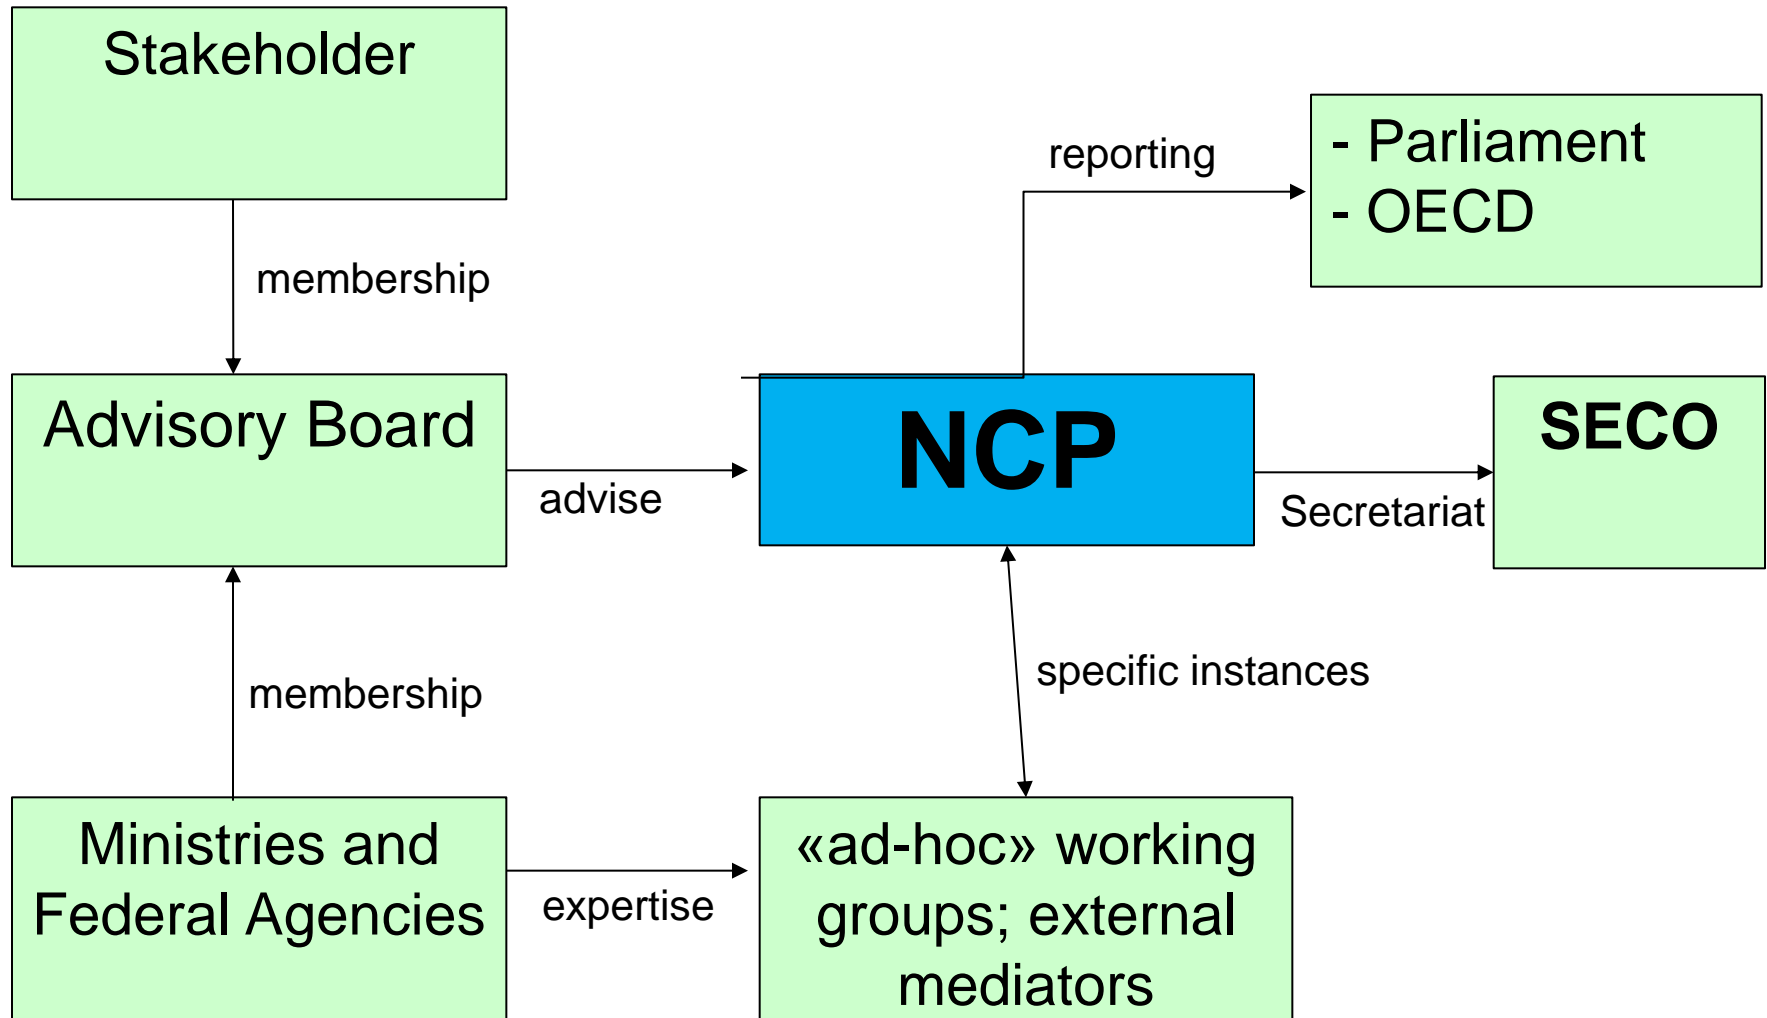 Stakeholder
reporting
- Parliament
- OECD
membership
Advisory Board
advise
NCP
Secretariat
SECO
membership
specific instances
Ministries and
Federal Agencies
expertise
«ad-hoc» working
groups; external
mediators